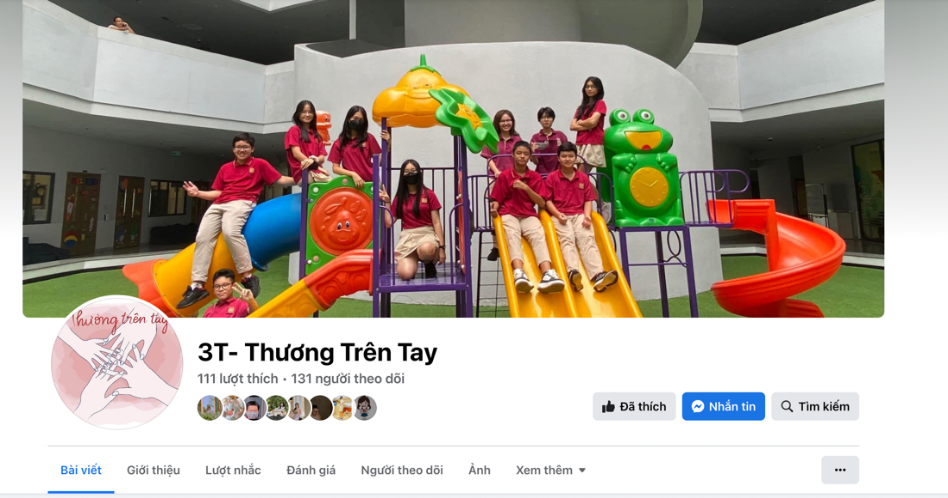 Thương trên tay
3T- Thương Trên Tay
111 lượt thích · 131 người theo dõi
Đã thích
Nhắn tin
Tìm kiếm
Bài viết
Giới thiệu
Lượt nhắc
Đánh giá
Người theo dõi
Ảnh
Xem thêm